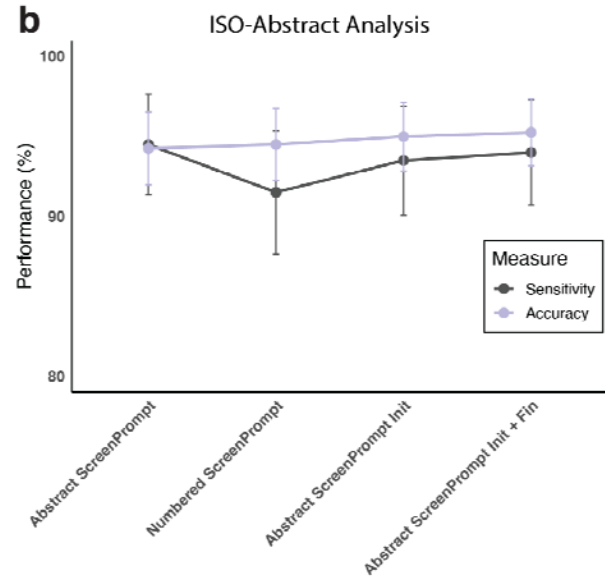 b
ISO-Abstract Analysis
100
90
80
Performance (%)
Measure
Sensitivity
Accuracy
Abstract ScreenPrompt
Numbered ScreenPrompt
Abstract ScreenPrompt Init
Abstract ScreenPrompt Init + Fin